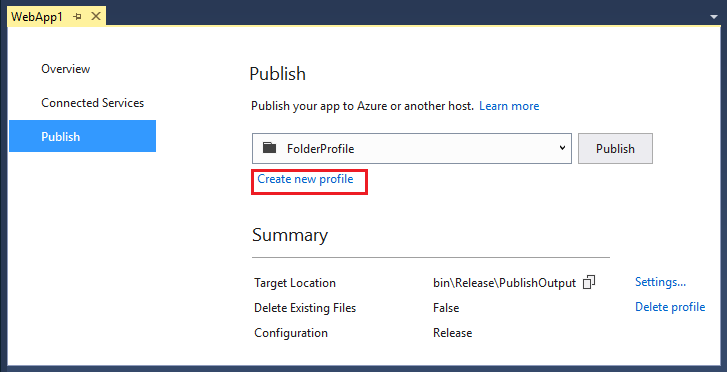 WebApp1
Overview
Connected Services
Publish
Publish
Publish your app to Azure or another host. Learn more
FolderProfile
Publish
Create new profile
Summary
Target Location bin\Release\PublishOutput Settings...
Delete Existing Files False Delete profile
Configuration Release